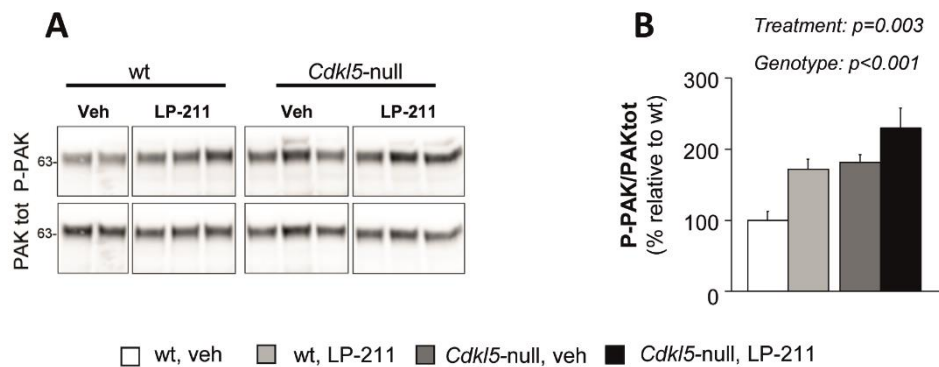 A
wt
Cdkl5-null
Veh
LP-211
Veh
LP-211
P-PAK
63-
PAK tot
63-
B
Treatment: p=0.003
Genotype: p<0.001
P-PAK/PAKtot
(% relative to wt)
300
200
100
0
wt, veh
wt, LP-211
Cdkl5-null, veh
Cdkl5-null, LP-211